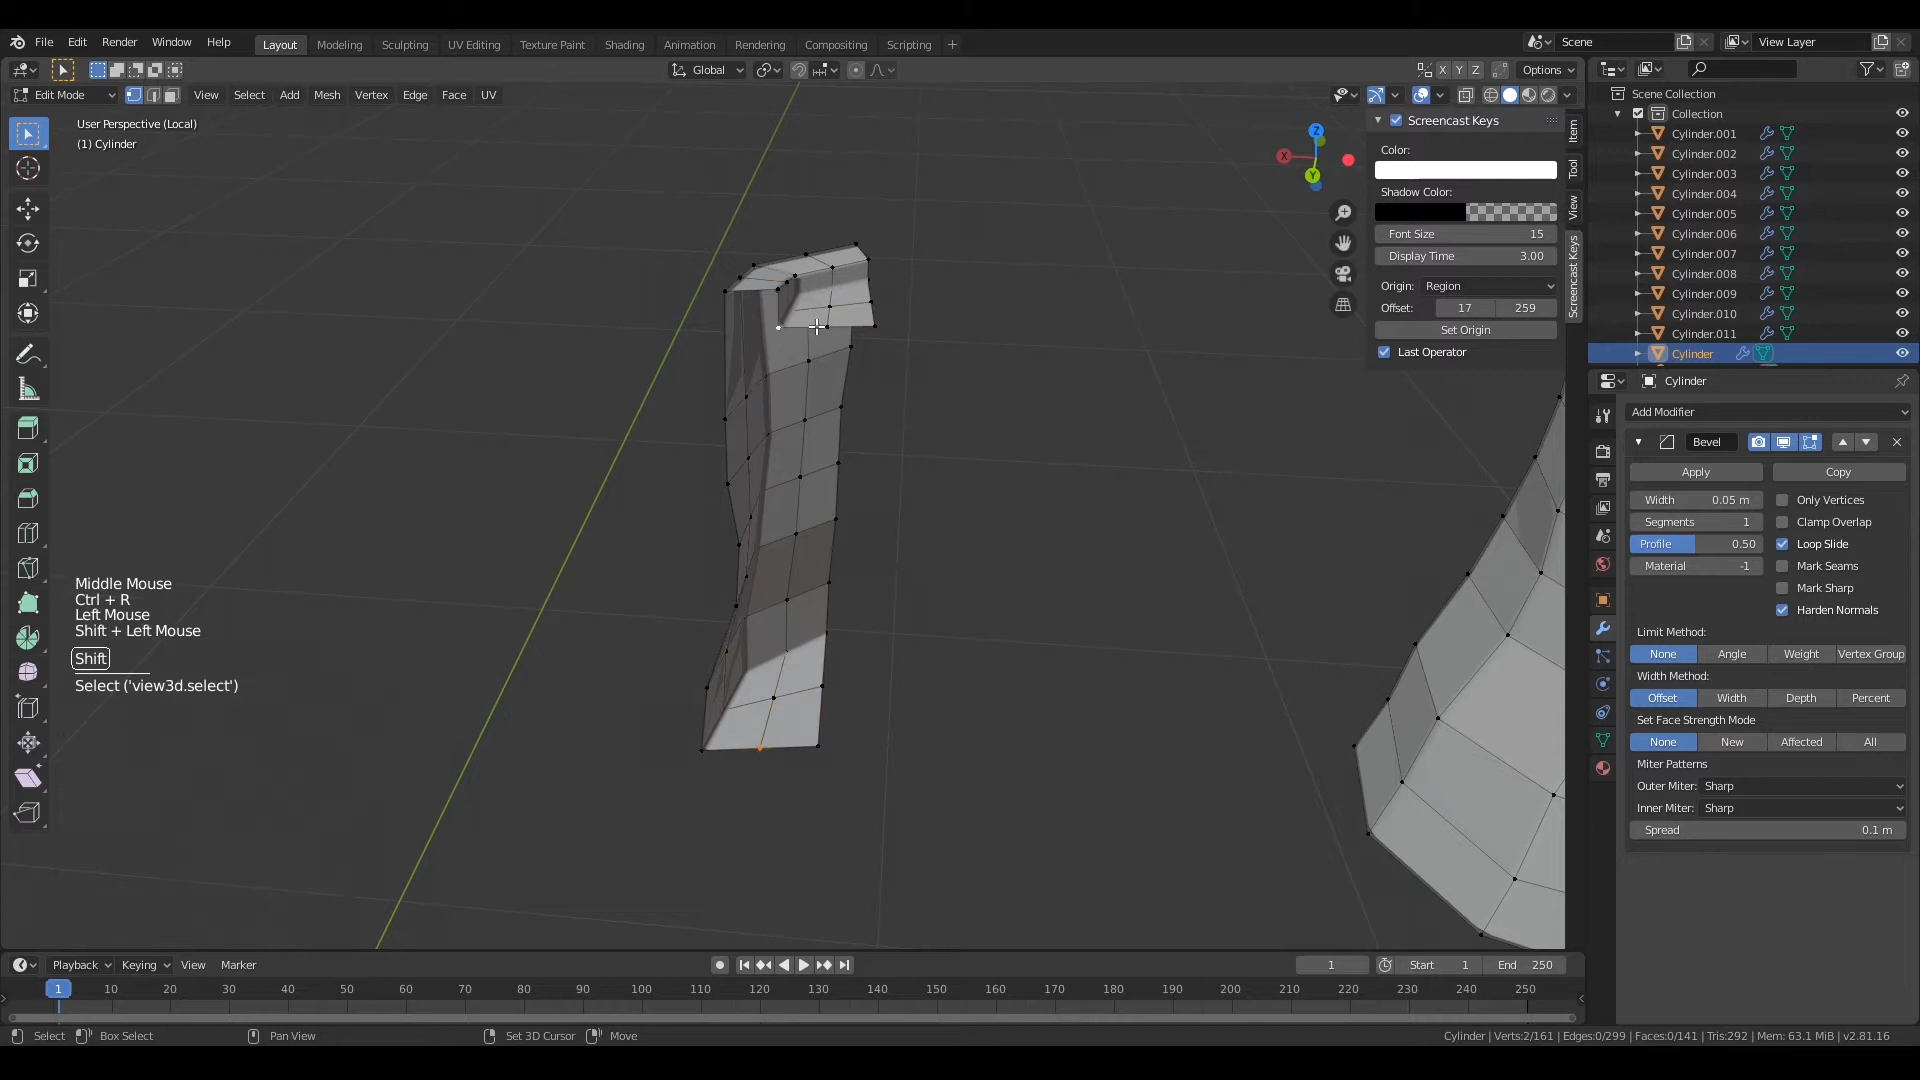 File Edit Render Window Help Layout Modeling Sculpting UV Editing Texture Paint Shading Animation Rendering Compositing Scripting + Scene View Layer
Global X Y Z Options
Edit Mode View Select Add Mesh Vertex Edge Face UV
User Perspective (Local)
(1) Cylinder
Z
X
Y
Screencast Keys
Color:
Shadow Color:
Font Size 15
Display Time 3.00
Origin: Region
Offset: 17 259
Set Origin
Last Operator
Item
Tool
View
Screencast Keys
Scene Collection
Collection
Cylinder.001
Cylinder.002
Cylinder.003
Cylinder.004
Cylinder.005
Cylinder.006
Cylinder.007
Cylinder.008
Cylinder.009
Cylinder.010
Cylinder.011
Cylinder
Cylinder
Add Modifier
Bevel
Apply Copy
Width 0.05 m Only Vertices
Segments 1 Clamp Overlap
Profile 0.50 Loop Slide
Material -1 Mark Seams
Mark Sharp
Harden Normals
Limit Method:
None Angle Weight Vertex Group
Width Method:
Offset Width Depth Percent
Set Face Strength Mode
None New Affected All
Miter Patterns
Outer Miter: Sharp
Inner Miter: Sharp
Spread 0.1 m
Middle Mouse
Ctrl + R
Left Mouse
Shift + Left Mouse
Shift
Select ('view3d.select')
Playback Keying View Marker 1 Start 1 End 250
1 10 20 30 40 50 60 70 80 90 100 110 120 130 140 150 160 170 180 190 200 210 220 230 240 250
Select Box Select Pan View Set 3D Cursor Move Cylinder | Verts:2/161 | Edges:0/299 | Faces:0/141 | Tris:292 | Mem: 63.1 MiB | v2.81.16